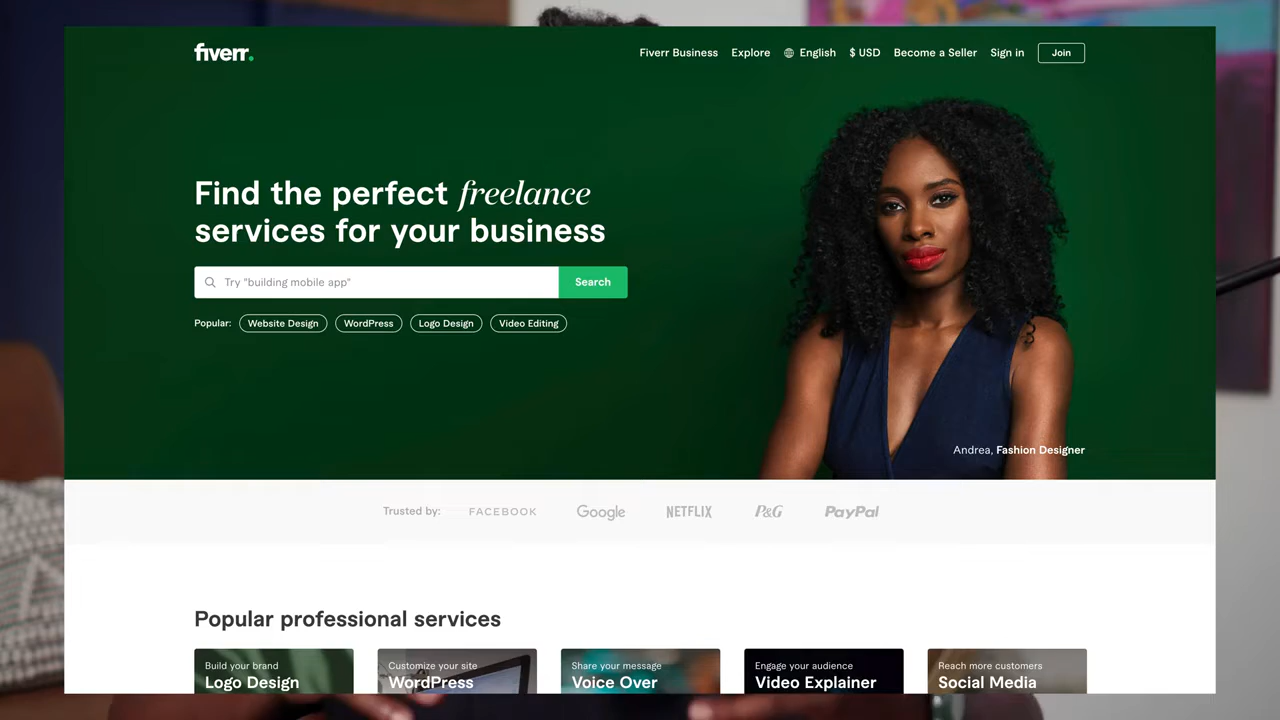 fiverr.
Fiverr Business Explore English $ USD Become a Seller Sign in Join
Find the perfect freelance
services for your business
Try "building mobile app" Search
Popular: Website Design WordPress Logo Design Video Editing
Andrea, Fashion Designer
Trusted by: FACEBOOK Google NETFLIX P&G PayPal
Popular professional services
Build your brand
Logo Design
Customize your site
WordPress
Share your message
Voice Over
Engage your audience
Video Explainer
Reach more customers
Social Media